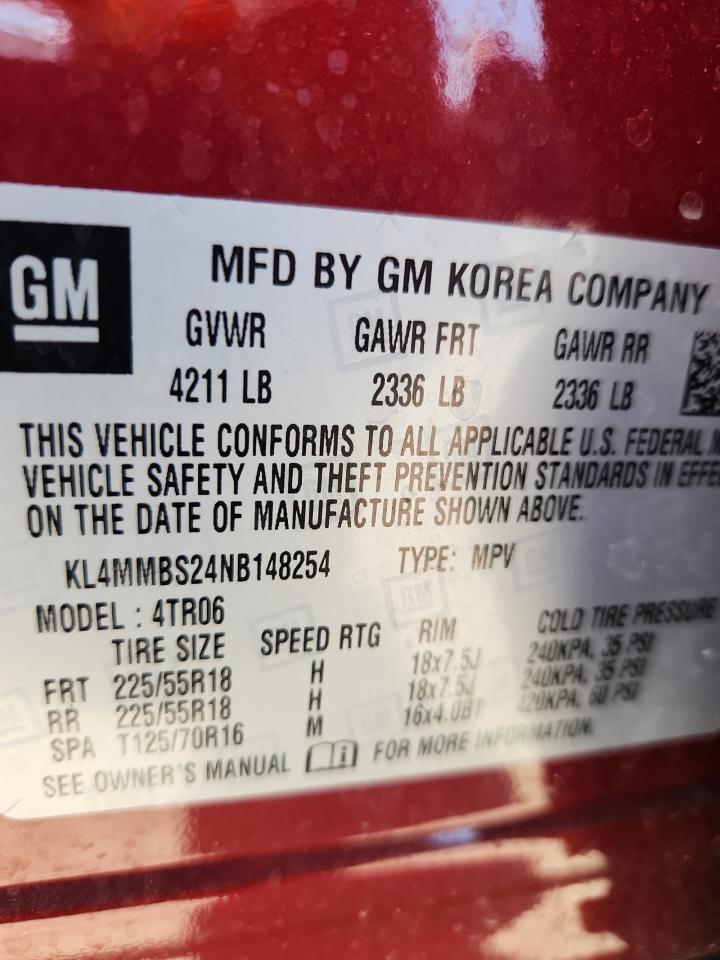 GM
MFD BY GM KOREA COMPANY
GVWR GAWR FRT GAWR RR
4211 LB 2336 LB 2336 LB
THIS VEHICLE CONFORMS TO ALL APPLICABLE U.S. FEDERAL
VEHICLE SAFETY AND THEFT PREVENTION STANDARDS IN EFFE
ON THE DATE OF MANUFACTURE SHOWN ABOVE.
KL4MMBS24NB148254 TYPE: MPV
MODEL : 4TR06
TIRE SIZE SPEED RTG RIM COLD TIRE PRESSURE
FRT 225/55R18 H 18x7.5J 240KPA, 35 PSI
RR 225/55R18 H 18x7.5J 240KPA, 35 PSI
SPA T125/70R16 M 16x4.0BT 420KPA, 60 PSI
SEE OWNER'S MANUAL FOR MORE INFORMATION.